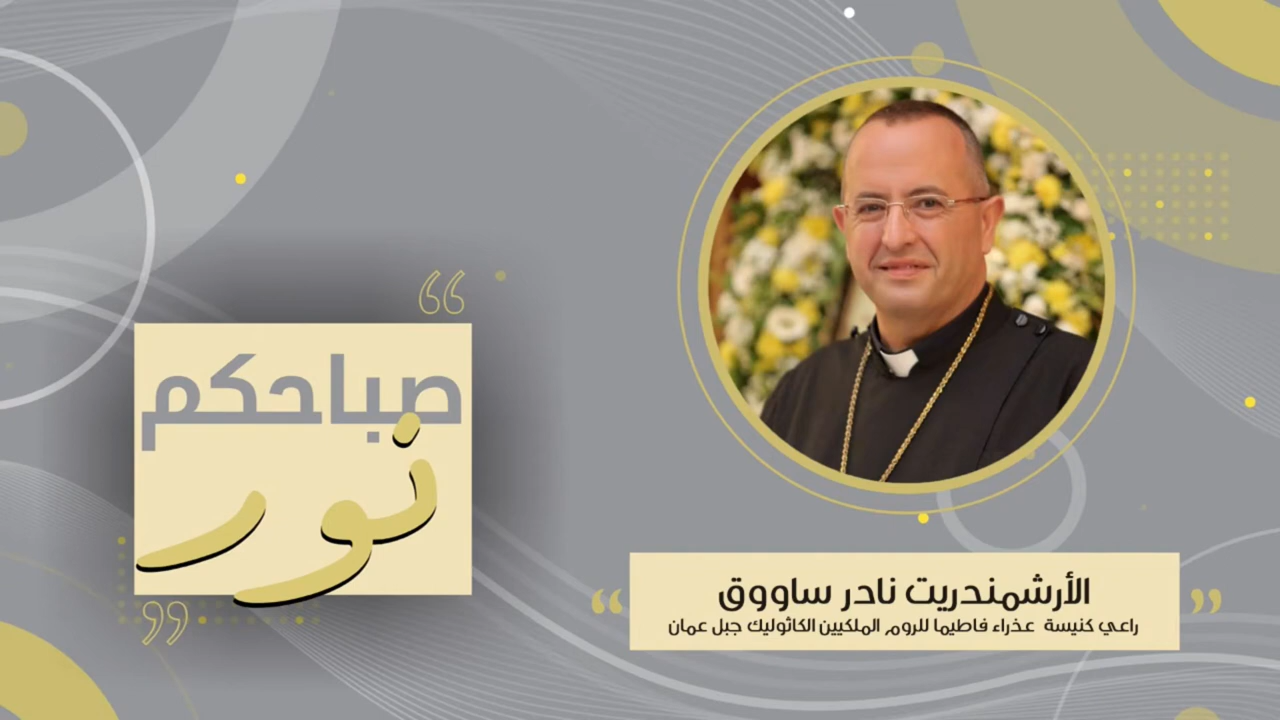 صباحكم
نور
الأرشمندريت نادر ساووق
راعي كنيسة عذراء فاطيما للروم الملكيين الكاثوليك جبل عمان